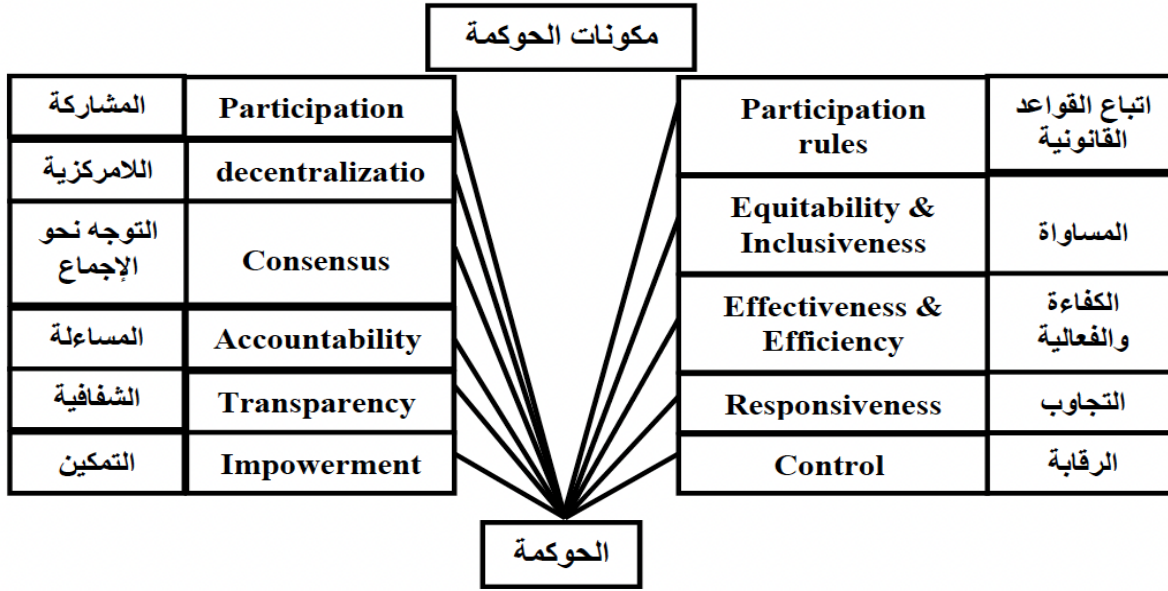 مكونات الحوكمة
المشاركة
Participation
اللامركزية
decentralizatio
التوجه نحو
الإجماع
Consensus
المساءلة
Accountability
الشفافية
Transparency
التمكين
Impowerment
Participation
rules
اتباع القواعد
القانونية
Equitability &
Inclusiveness
المساواة
Effectiveness &
Efficiency
الكفاءة
والفعالية
Responsiveness
التجاوب
Control
الرقابة
الحوكمة